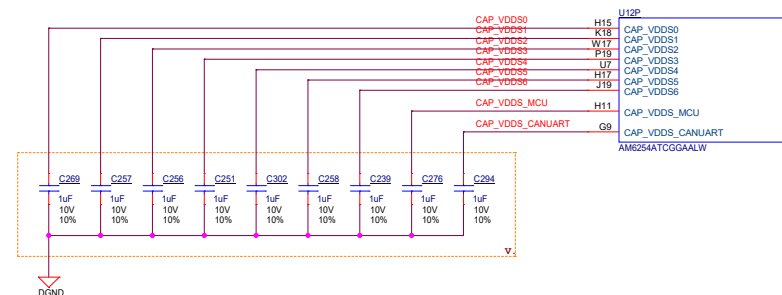 U12P
CAP_VDDS0 H15 CAP_VDDS0
CAP_VDDS1 K18 CAP_VDDS1
CAP_VDDS2 W17 CAP_VDDS2
CAP_VDDS3 P19 CAP_VDDS3
CAP_VDDS4 U7 CAP_VDDS4
CAP_VDDS5 H17 CAP_VDDS5
CAP_VDDS6 J19 CAP_VDDS6
CAP_VDDS_MCU H11 CAP_VDDS_MCU
CAP_VDDS_CANUART G9 CAP_VDDS_CANUART
AM6254ATCGGAALW
C269 C257 C256 C251 C302 C258 C239 C276 C294
1uF 1uF 1uF 1uF 1uF 1uF 1uF 1uF 1uF
10V 10V 10V 10V 10V 10V 10V 10V 10V
10% 10% 10% 10% 10% 10% 10% 10% 10%
DGND